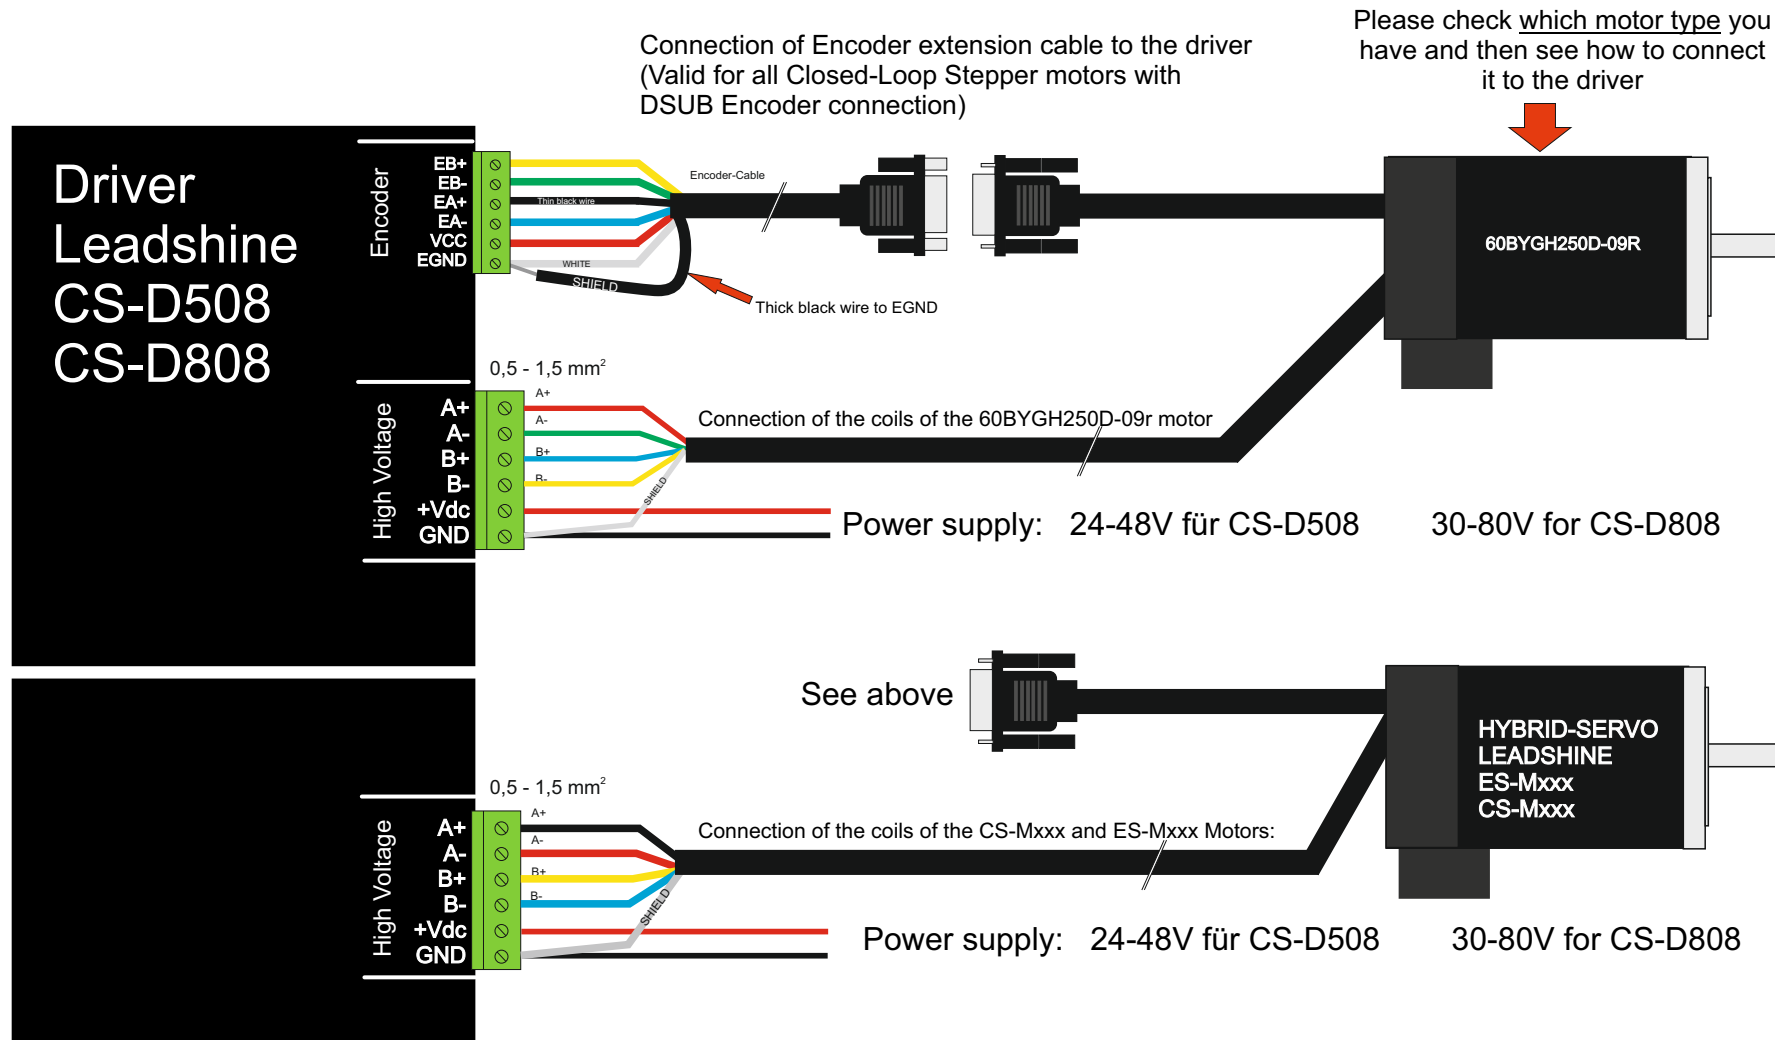 Please check which motor type you
have and then see how to connect
it to the driver
Connection of Encoder extension cable to the driver
(Valid for all Closed-Loop Stepper motors with
DSUB Encoder connection)
Driver
Leadshine
CS-D508
CS-D808
Encoder
EB+
EB-
EA+
EA-
VCC
EGND
Thin black wire
WHITE
SHIELD
Encoder-Cable
Thick black wire to EGND
60BYGH250D-09R
0,5 - 1,5 mm²
High Voltage
A+
A-
B+
B-
+Vdc
GND
A+
A-
B+
B-
SHIELD
Connection of the coils of the 60BYGH250D-09r motor
Power supply: 24-48V für CS-D508 30-80V for CS-D808
See above
HYBRID-SERVO
LEADSHINE
ES-Mxxx
CS-Mxxx
0,5 - 1,5 mm²
High Voltage
A+
A-
B+
B-
+Vdc
GND
A+
A-
B+
B-
SHIELD
Connection of the coils of the CS-Mxxx and ES-Mxxx Motors:
Power supply: 24-48V für CS-D508 30-80V for CS-D808